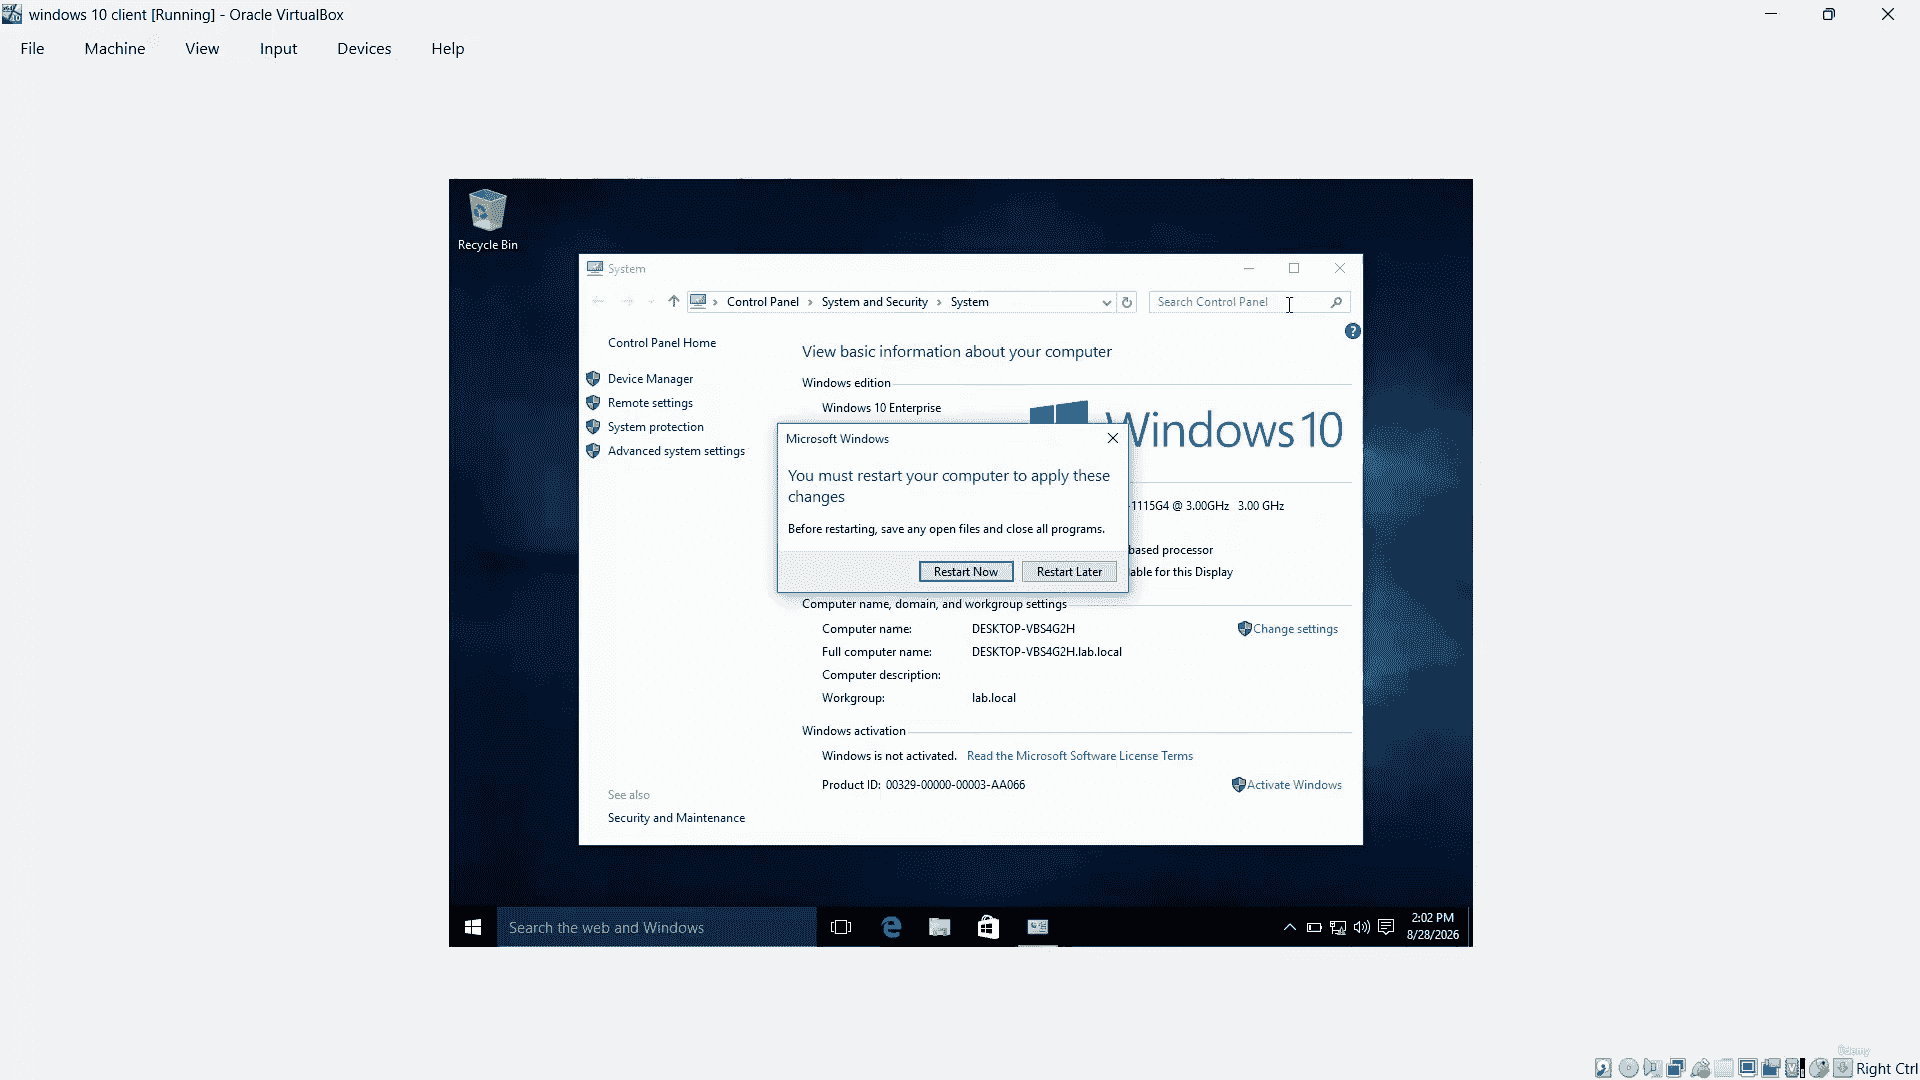 windows 10 client [Running] - Oracle VirtualBox
File Machine View Input Devices Help
Recycle Bin
System
Control Panel › System and Security › System
Search Control Panel
?
Control Panel Home
Device Manager
Remote settings
System protection
Advanced system settings
View basic information about your computer
Windows edition
Windows 10 Enterprise
Windows 10
Microsoft Windows
You must restart your computer to apply these
changes
Before restarting, save any open files and close all programs.
Restart Now Restart Later
-1115G4 @ 3.00GHz 3.00 GHz
based processor
able for this Display
Computer name, domain, and workgroup settings
Computer name: DESKTOP-VBS4G2H
Change settings
Full computer name: DESKTOP-VBS4G2H.lab.local
Computer description:
Workgroup: lab.local
Windows activation
Windows is not activated. Read the Microsoft Software License Terms
Product ID: 00329-00000-00003-AA066
Activate Windows
See also
Security and Maintenance
Search the web and Windows
2:02 PM
8/28/2026
Udemy
Right Ctrl